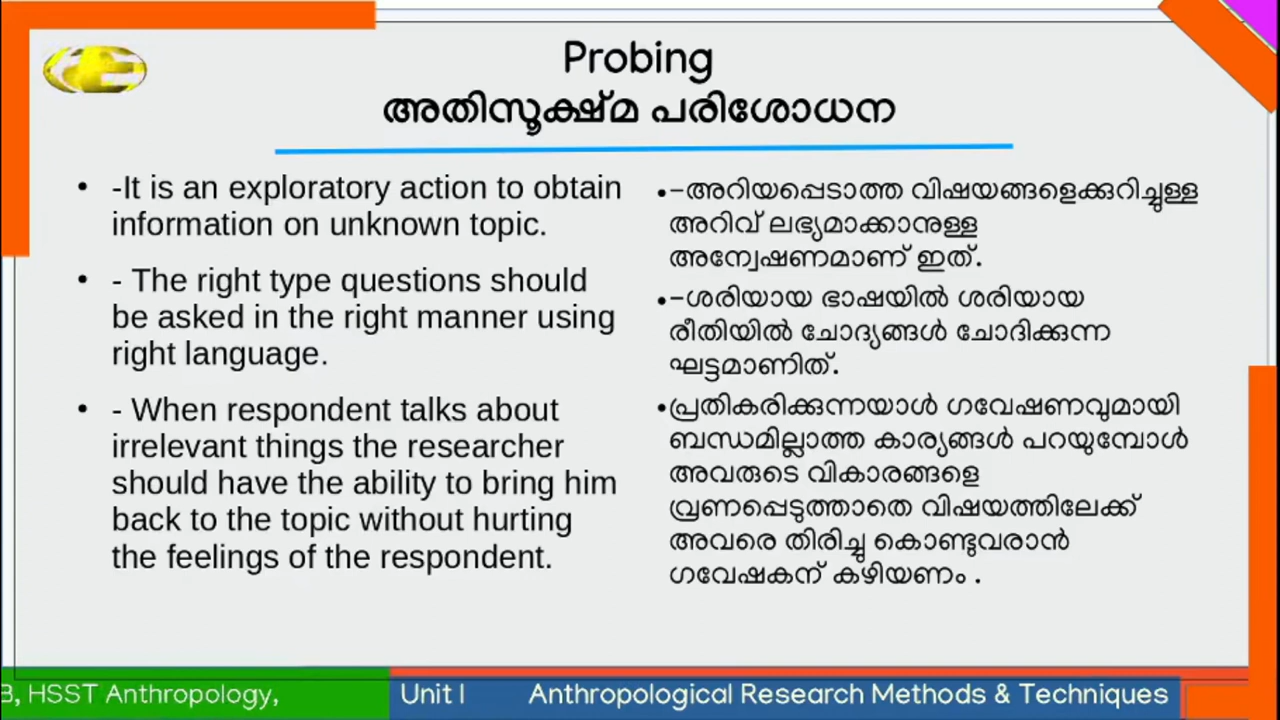 Probing
അതിസൂക്ഷ്മ പരിശോധന
• -It is an exploratory action to obtain
information on unknown topic.
• - The right type questions should
be asked in the right manner using
right language.
• - When respondent talks about
irrelevant things the researcher
should have the ability to bring him
back to the topic without hurting
the feelings of the respondent.
•-അറിയപ്പെടാത്ത വിഷയങ്ങളെക്കുറിച്ചുള്ള
അറിവ് ലഭ്യമാക്കാനുള്ള
അന്വേഷണമാണ് ഇത്.
•-ശരിയായ ഭാഷയിൽ ശരിയായ
രീതിയിൽ ചോദ്യങ്ങൾ ചോദിക്കുന്ന
ഘട്ടമാണിത്.
•പ്രതികരിക്കുന്നയാൾ ഗവേഷണവുമായി
ബന്ധമില്ലാത്ത കാര്യങ്ങൾ പറയുമ്പോൾ
അവരുടെ വികാരങ്ങളെ
വ്രണപ്പെടുത്താതെ വിഷയത്തിലേക്ക്
അവരെ തിരിച്ചു കൊണ്ടുവരാൻ
ഗവേഷകന് കഴിയണം .
B, HSST Anthropology,
Unit I Anthropological Research Methods & Techniques